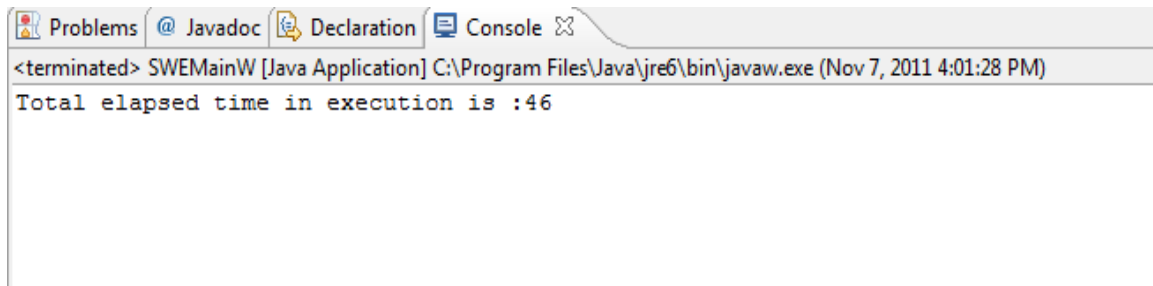 Problems @ Javadoc Declaration Console
<terminated> SWEMainW [Java Application] C:\Program Files\Java\jre6\bin\javaw.exe (Nov 7, 2011 4:01:28 PM)
Total elapsed time in execution is :46